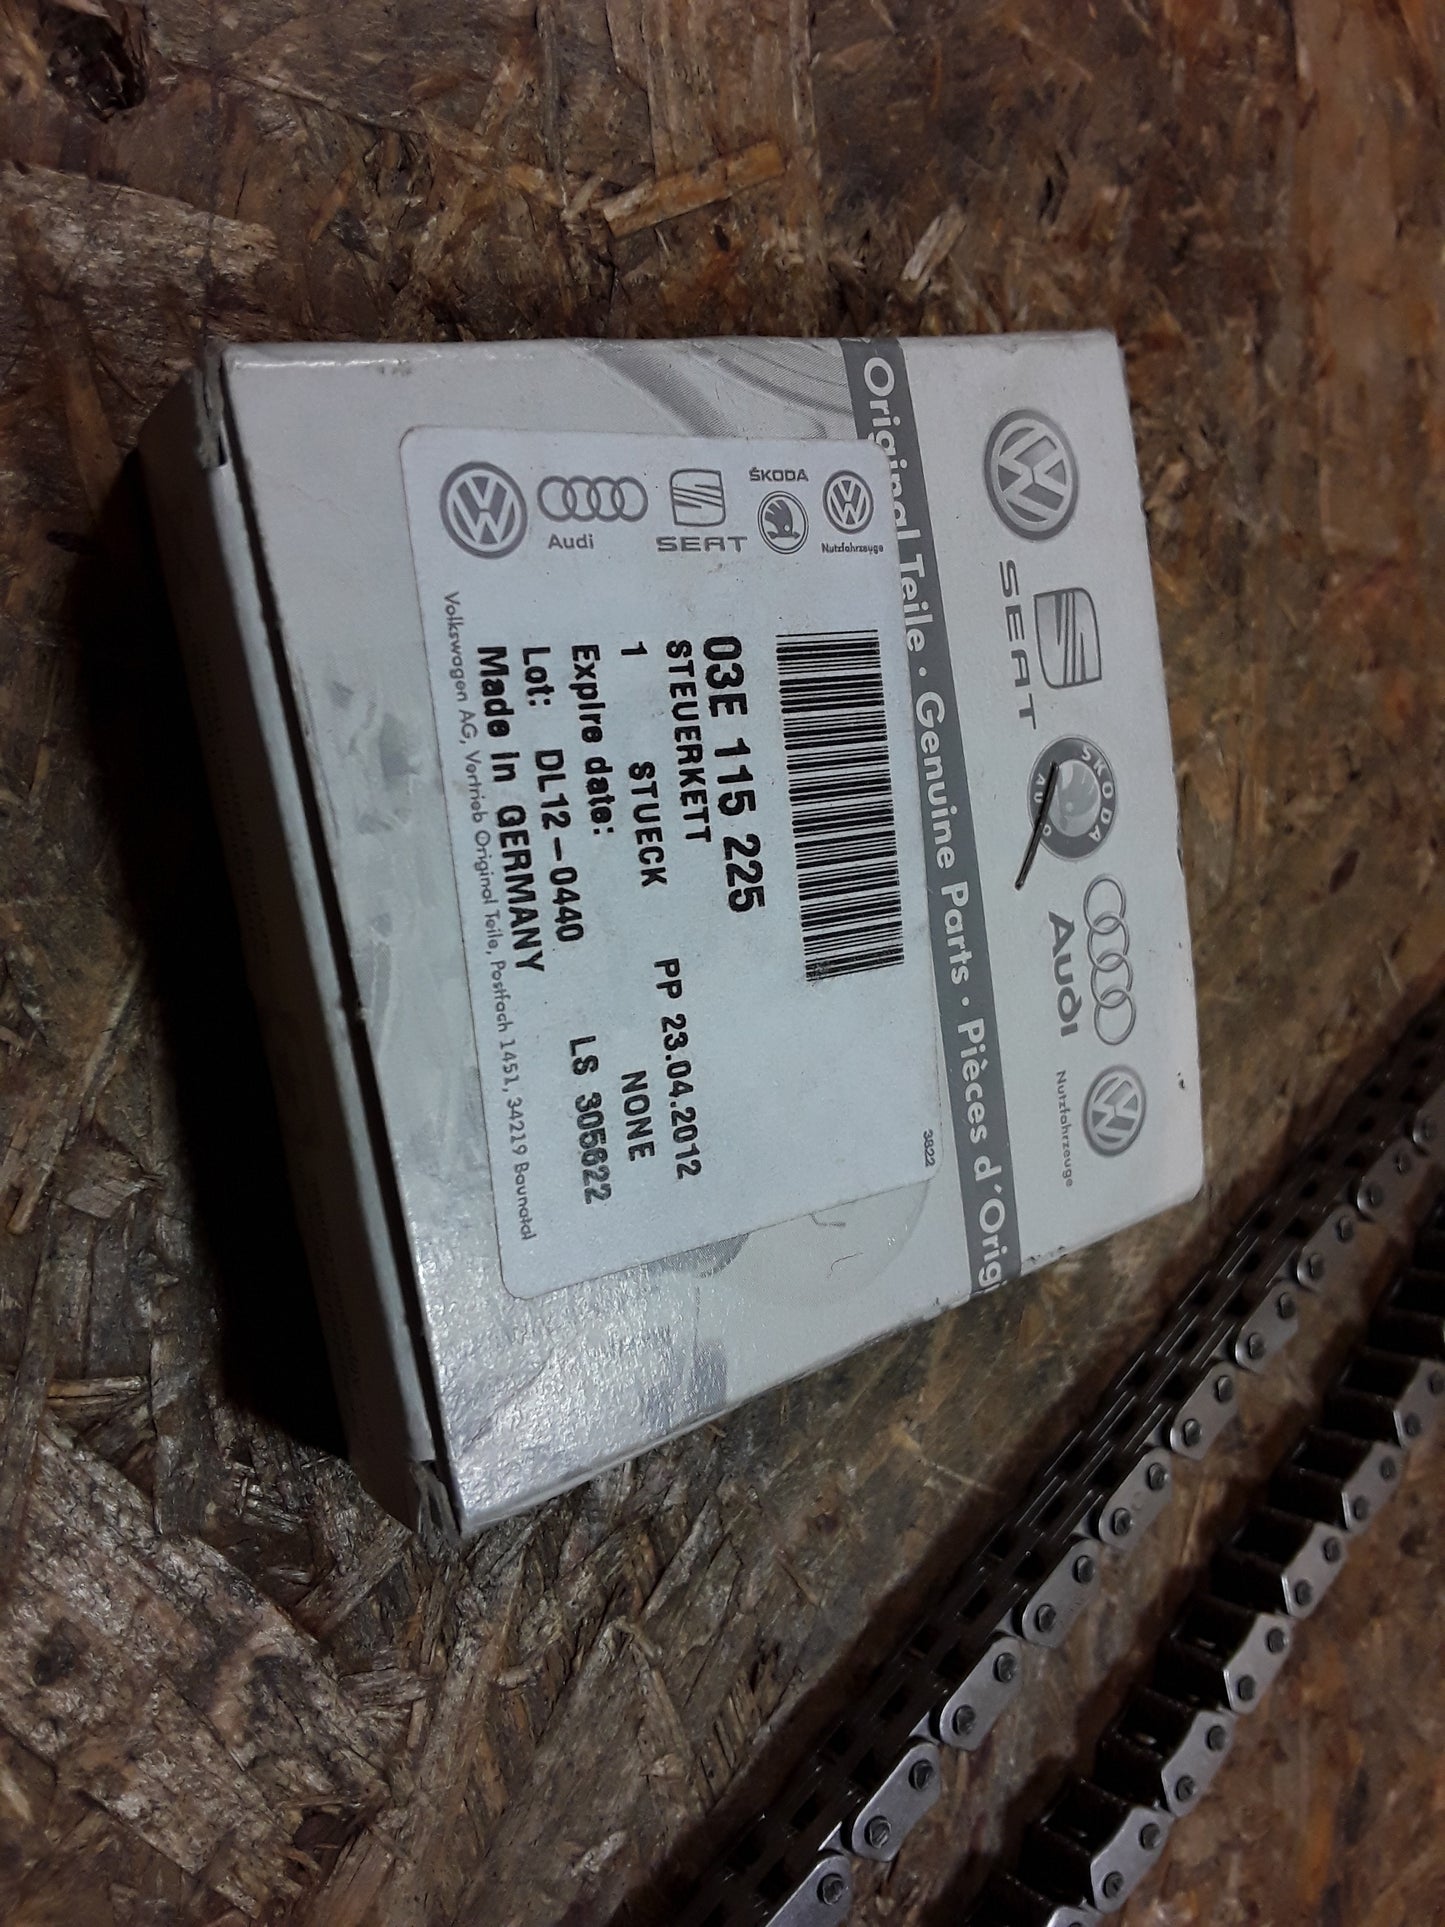 SEAT
ŠKODA
AUTO
Audi
Nutzfahrzeuge
Original Teile · Genuine Parts · Pièces d'Orig
Audi
SEAT
ŠKODA
Nutzfahrzeuge
3822
03E 115 225
STEUERKETT PP 23.04.2012
1 STUECK NONE
Expire date: LS 305622
Lot: DL12-0440
Made in GERMANY
Volkswagen AG, Vertrieb Original Teile, Postfach 1451, 34219 Baunatal